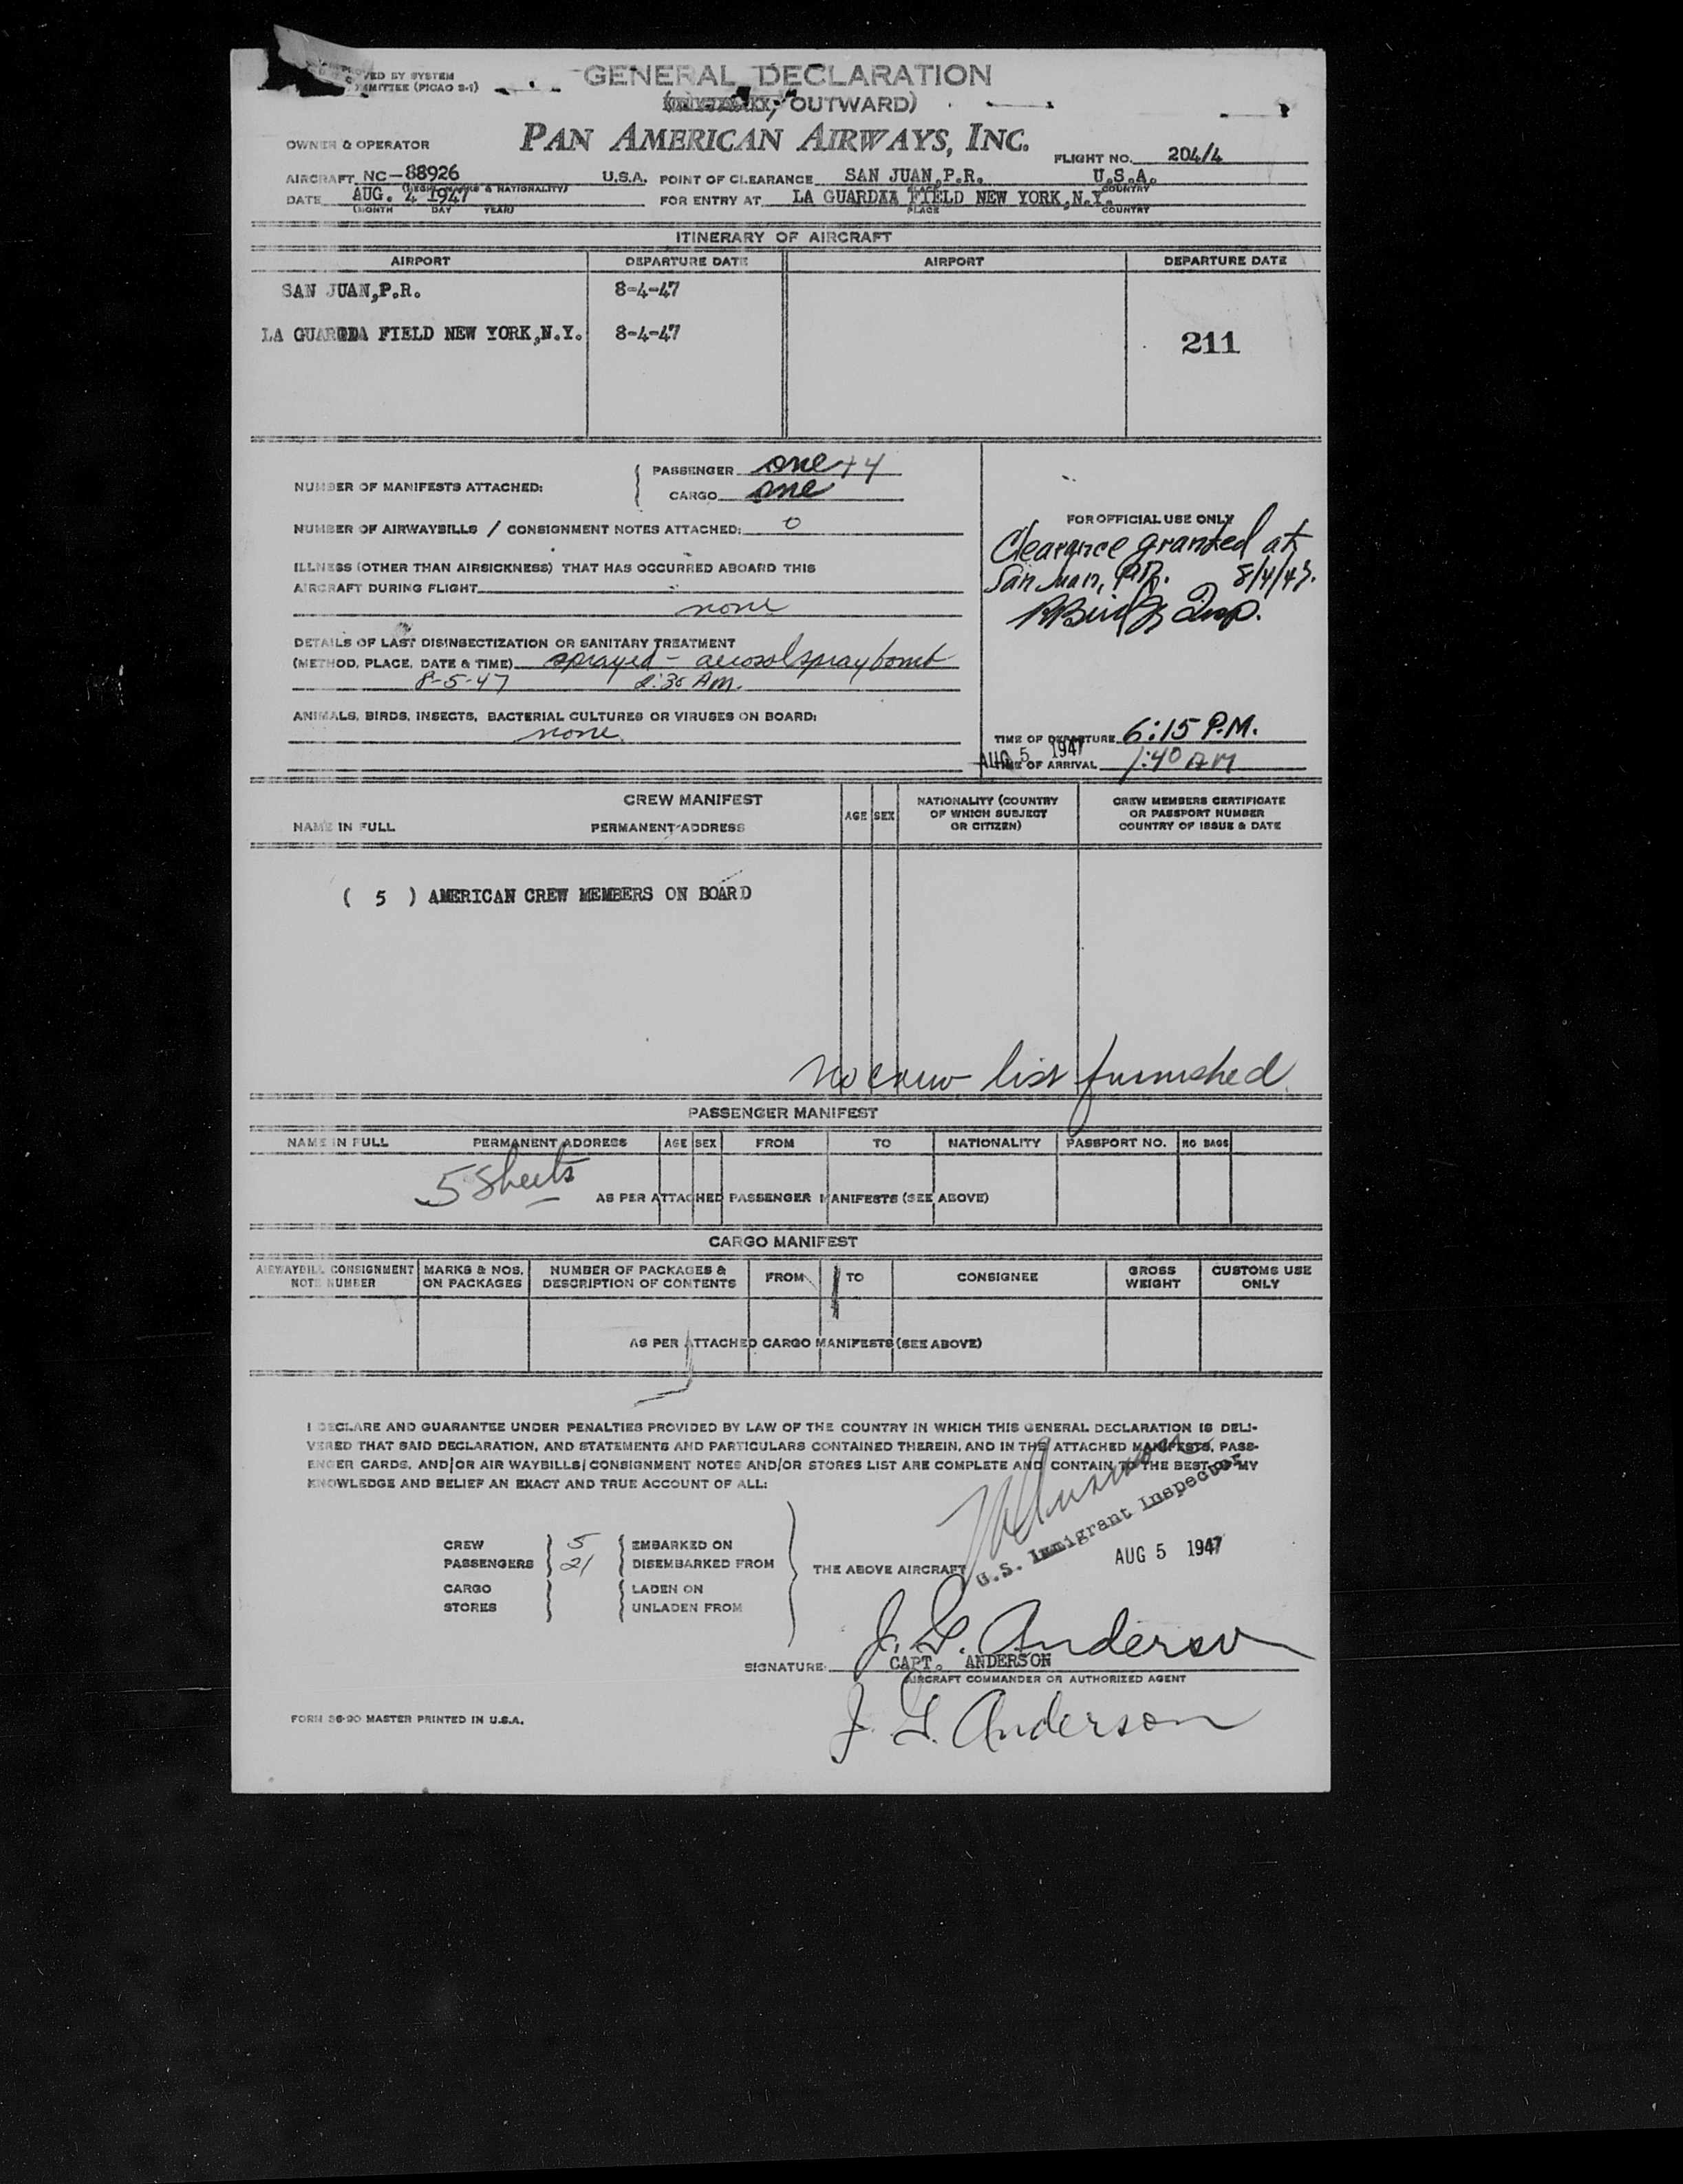 VED BY SYSTEM
MMITTEE (PICAO S-1)
GENERAL DECLARATION
OUTWARD)
OWNER & OPERATOR
PAN AMERICAN AIRWAYS, INC.
FLIGHT NO. 204/4
AIRCRAFT NC-88926 U.S.A. POINT OF CLEARANCE SAN JUAN,P.R. U.S.A.
& NATIONALITY) PLACE COUNTRY
DATE AUG. 4 1947 FOR ENTRY AT LA GUARDIA FIELD NEW YORK,N.Y.
(MONTH DAY YEAR) PLACE COUNTRY
ITINERARY OF AIRCRAFT
AIRPORT DEPARTURE DATE AIRPORT DEPARTURE DATE
SAN JUAN,P.R. 8-4-47
LA GUARDIA FIELD NEW YORK,N.Y. 8-4-47
211
NUMBER OF MANIFESTS ATTACHED: PASSENGER one + 4
CARGO one
NUMBER OF AIRWAYBILLS / CONSIGNMENT NOTES ATTACHED: 0
ILLNESS (OTHER THAN AIRSICKNESS) THAT HAS OCCURRED ABOARD THIS
AIRCRAFT DURING FLIGHT
none
DETAILS OF LAST DISINSECTIZATION OR SANITARY TREATMENT
(METHOD, PLACE, DATE & TIME) sprayed - aerosol spray bomb
8-5-47 2:30 AM.
ANIMALS, BIRDS, INSECTS, BACTERIAL CULTURES OR VIRUSES ON BOARD:
none
FOR OFFICIAL USE ONLY
Clearance granted at
San Juan, P.R. 8/4/47.
Insp.
TIME OF DEPARTURE 6:15 P.M.
AUG 5 1947
TIME OF ARRIVAL 1:40 AM
CREW MANIFEST
NAME IN FULL PERMANENT ADDRESS AGE SEX NATIONALITY (COUNTRY OF WHICH SUBJECT OR CITIZEN) CREW MEMBERS CERTIFICATE OR PASSPORT NUMBER COUNTRY OF ISSUE & DATE
( 5 ) AMERICAN CREW MEMBERS ON BOARD
No crew list furnished
PASSENGER MANIFEST
NAME IN FULL PERMANENT ADDRESS AGE SEX FROM TO NATIONALITY PASSPORT NO. NO BAGS
5 Sheets
AS PER ATTACHED PASSENGER MANIFESTS (SEE ABOVE)
CARGO MANIFEST
AIRWAYBILL CONSIGNMENT NOTE NUMBER MARKS & NOS. ON PACKAGES NUMBER OF PACKAGES & DESCRIPTION OF CONTENTS FROM TO CONSIGNEE GROSS WEIGHT CUSTOMS USE ONLY
AS PER ATTACHED CARGO MANIFESTS (SEE ABOVE)
I DECLARE AND GUARANTEE UNDER PENALTIES PROVIDED BY LAW OF THE COUNTRY IN WHICH THIS GENERAL DECLARATION IS DELI-
VERED THAT SAID DECLARATION, AND STATEMENTS AND PARTICULARS CONTAINED THEREIN, AND IN THE ATTACHED MANIFESTS, PASS-
ENGER CARDS, AND/OR AIR WAYBILLS/CONSIGNMENT NOTES AND/OR STORES LIST ARE COMPLETE AND CONTAIN TO THE BEST OF MY
KNOWLEDGE AND BELIEF AN EXACT AND TRUE ACCOUNT OF ALL:
U.S. Immigrant Inspector
AUG 5 1947
CREW 5 EMBARKED ON
PASSENGERS 21 DISEMBARKED FROM
THE ABOVE AIRCRAFT
CARGO LADEN ON
STORES UNLADEN FROM
J. G. Anderson
SIGNATURE: CAPT. ANDERSON
AIRCRAFT COMMANDER OR AUTHORIZED AGENT
J. G. Anderson
FORM 36-90 MASTER PRINTED IN U.S.A.